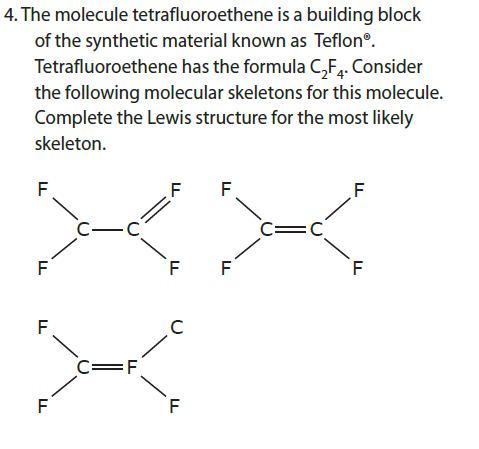 4. The molecule tetrafluoroethene is a building block
of the synthetic material known as Teflon®.
Tetrafluoroethene has the formula C₂F₄. Consider
the following molecular skeletons for this molecule.
Complete the Lewis structure for the most likely
skeleton.
F F F F
C C C C
F F F F
F C
C F
F F